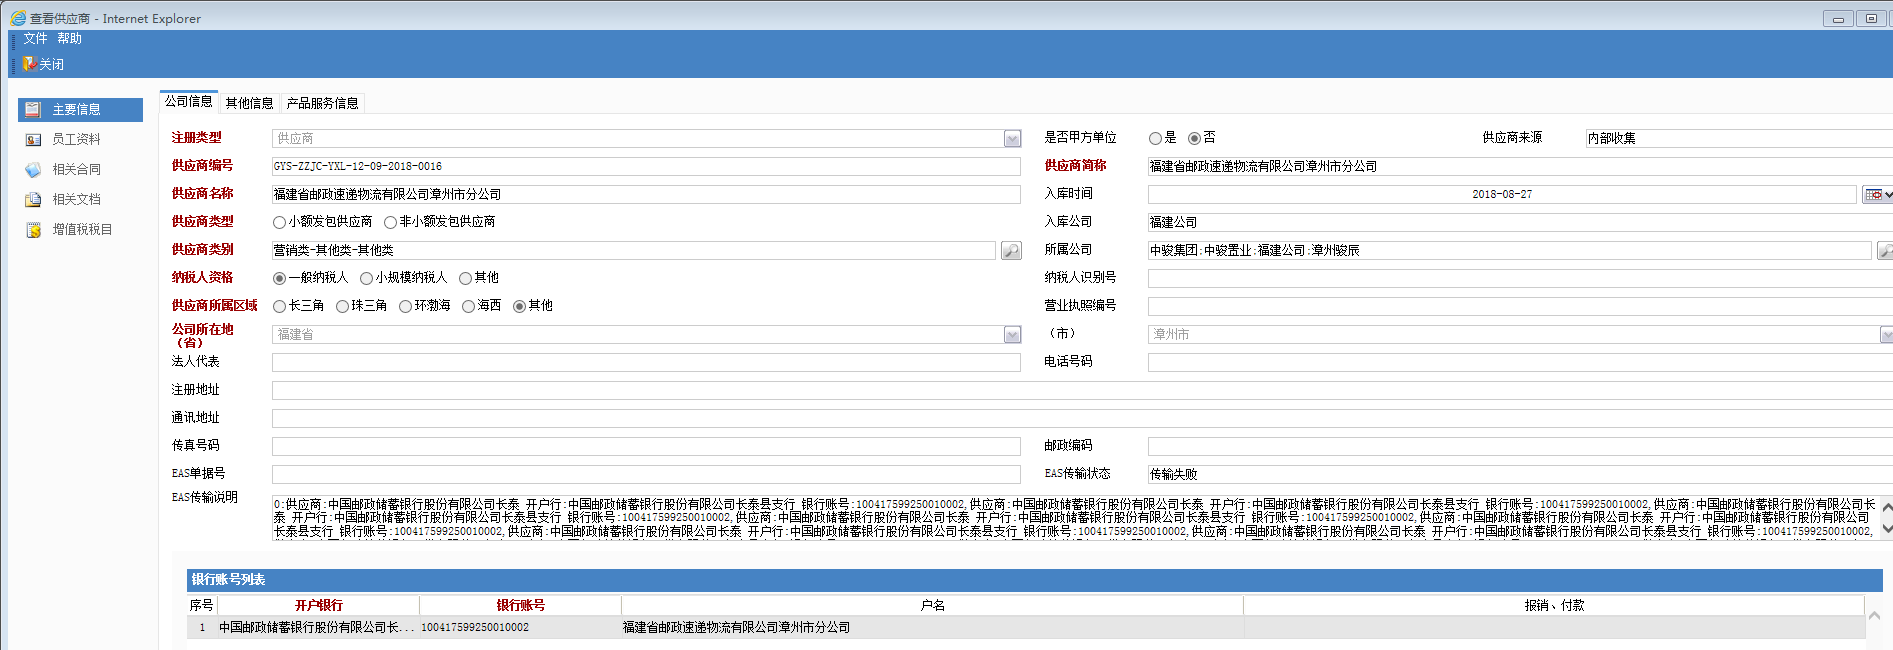 查看供应商 - Internet Explorer
文件 帮助
关闭
主要信息
员工资料
相关合同
相关文档
增值税税目
公司信息 其他信息 产品服务信息
注册类型 供应商 是否甲方单位 是 否 供应商来源 内部收集
供应商编号 GYS-ZZJC-YXL-12-09-2018-0016 供应商简称 福建省邮政速递物流有限公司漳州市分公司
供应商名称 福建省邮政速递物流有限公司漳州市分公司 入库时间 2018-08-27
供应商类型 小额发包供应商 非小额发包供应商 入库公司 福建公司
供应商类别 营销类-其他类-其他类 所属公司 中骏集团:中骏置业:福建公司:漳州骏辰
纳税人资格 一般纳税人 小规模纳税人 其他 纳税人识别号
供应商所属区域 长三角 珠三角 环渤海 海西 其他 营业执照编号
公司所在地
（省） 福建省 （市） 漳州市
法人代表 电话号码
注册地址
通讯地址
传真号码 邮政编码
EAS单据号 EAS传输状态 传输失败
EAS传输说明 0:供应商:中国邮政储蓄银行股份有限公司长泰 开户行:中国邮政储蓄银行股份有限公司长泰县支行 银行账号:100417599250010002,供应商:中国邮政储蓄银行股份有限公司长泰 开户行:中国邮政储蓄银行股份有限公司长泰县支行 银行账号:100417599250010002,供应商:中国邮政储蓄银行股份有限公司长
泰 开户行:中国邮政储蓄银行股份有限公司长泰县支行 银行账号:100417599250010002,供应商:中国邮政储蓄银行股份有限公司长泰 开户行:中国邮政储蓄银行股份有限公司长泰县支行 银行账号:100417599250010002,供应商:中国邮政储蓄银行股份有限公司长泰 开户行:中国邮政储蓄银行股份有限公司
长泰县支行 银行账号:100417599250010002,供应商:中国邮政储蓄银行股份有限公司长泰 开户行:中国邮政储蓄银行股份有限公司长泰县支行 银行账号:100417599250010002,供应商:中国邮政储蓄银行股份有限公司长泰 开户行:中国邮政储蓄银行股份有限公司长泰县支行 银行账号:100417599250010002,
银行账号列表
序号 开户银行 银行账号 户名 报销、付款
1 中国邮政储蓄银行股份有限公司长... 100417599250010002 福建省邮政速递物流有限公司漳州市分公司